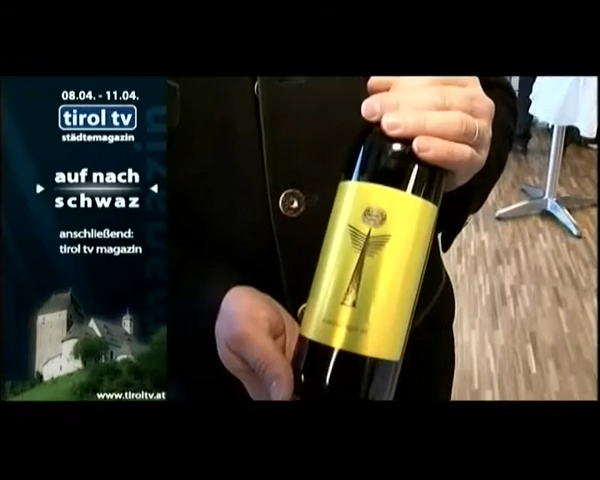 08.04. - 11.04.
tirol tv
städtemagazin
auf nach
schwaz
anschließend:
tirol tv magazin
www.tiroltv.at